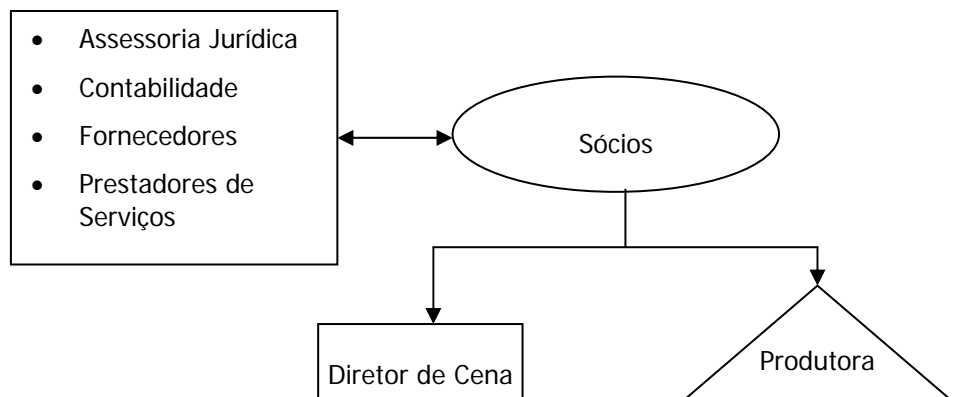 • Assessoria Jurídica
• Contabilidade
• Fornecedores
• Prestadores de
Serviços
Sócios
Diretor de Cena
Produtora